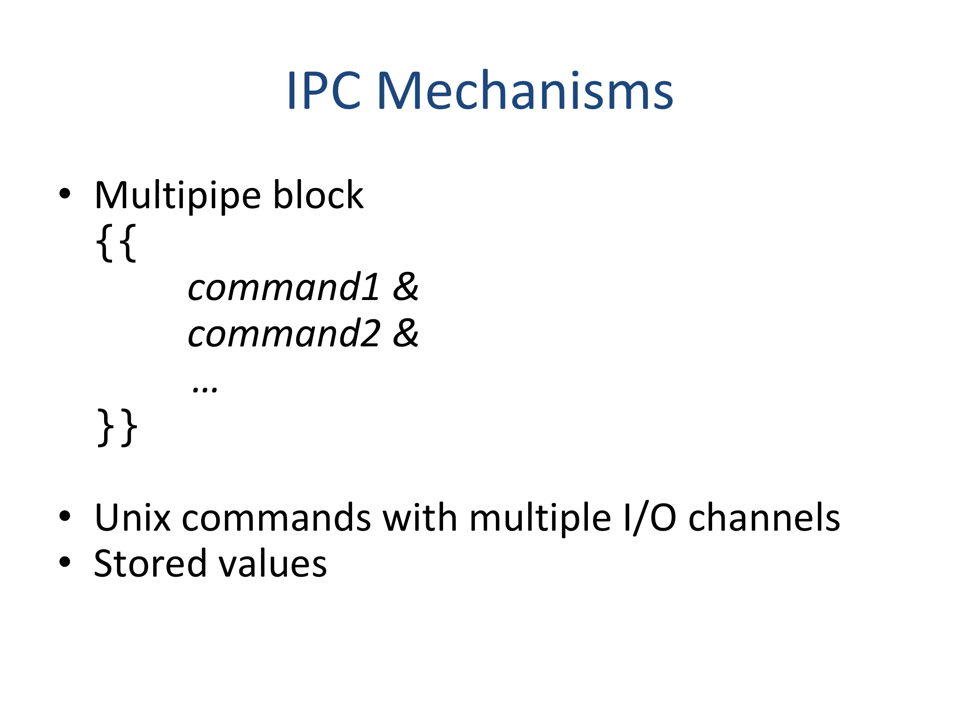 IPC Mechanisms
• Multipipe block
{{
command1 &
command2 &
…
}}
• Unix commands with multiple I/O channels
• Stored values